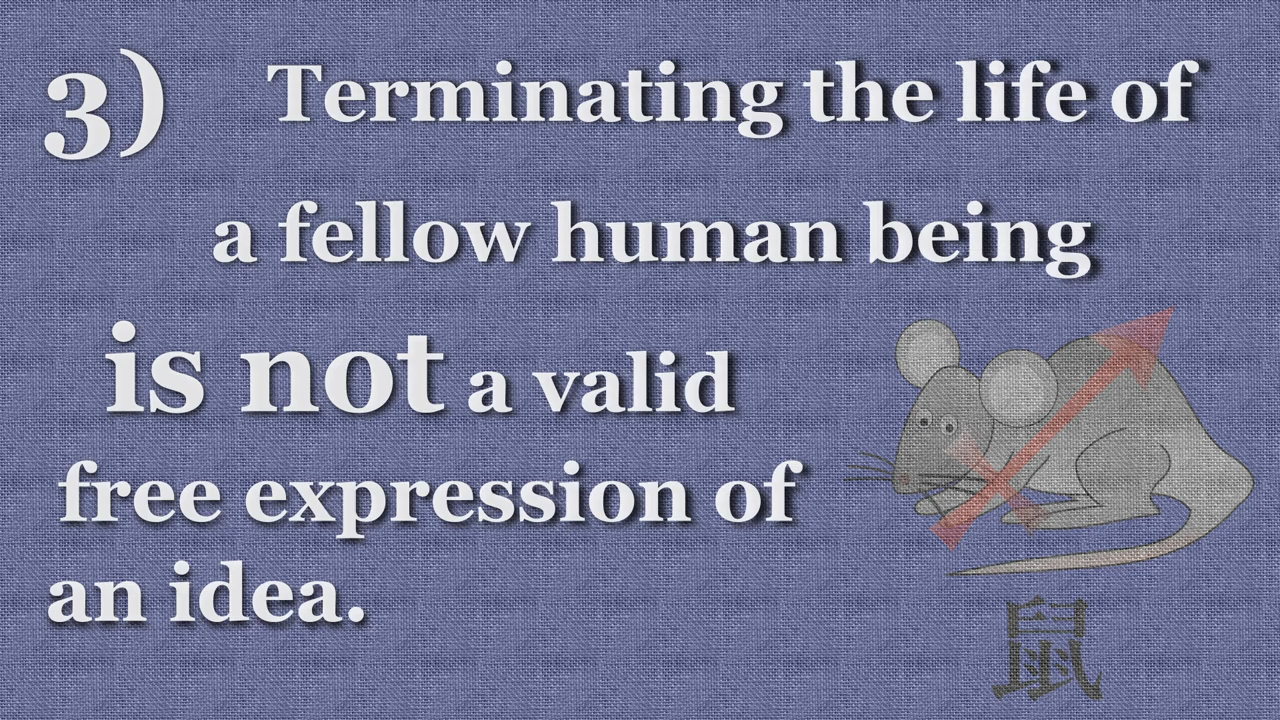 3) Terminating the life of
a fellow human being
is not a valid
free expression of
an idea.
鼠